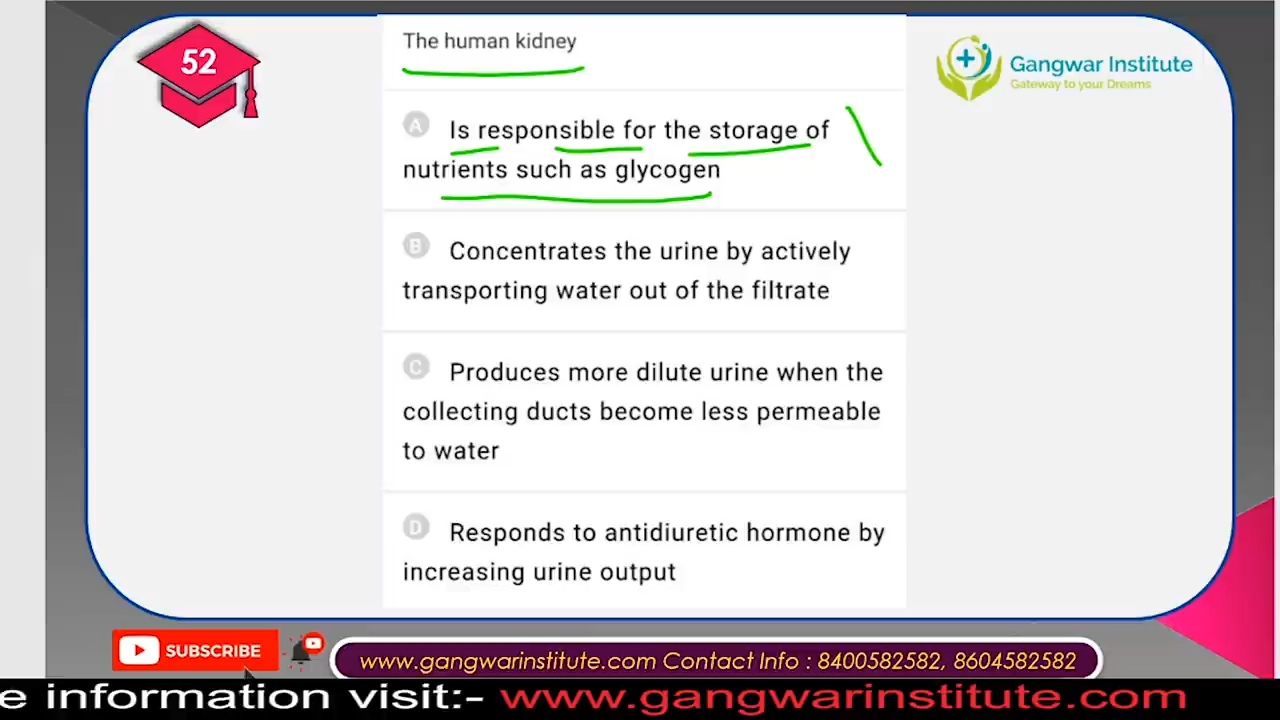 52
The human kidney
Gangwar Institute
Gateway to your Dreams
A Is responsible for the storage of
nutrients such as glycogen
B Concentrates the urine by actively
transporting water out of the filtrate
C Produces more dilute urine when the
collecting ducts become less permeable
to water
D Responds to antidiuretic hormone by
increasing urine output
SUBSCRIBE
www.gangwarinstitute.com Contact Info : 8400582582, 8604582582
e information visit:- www.gangwarinstitute.com